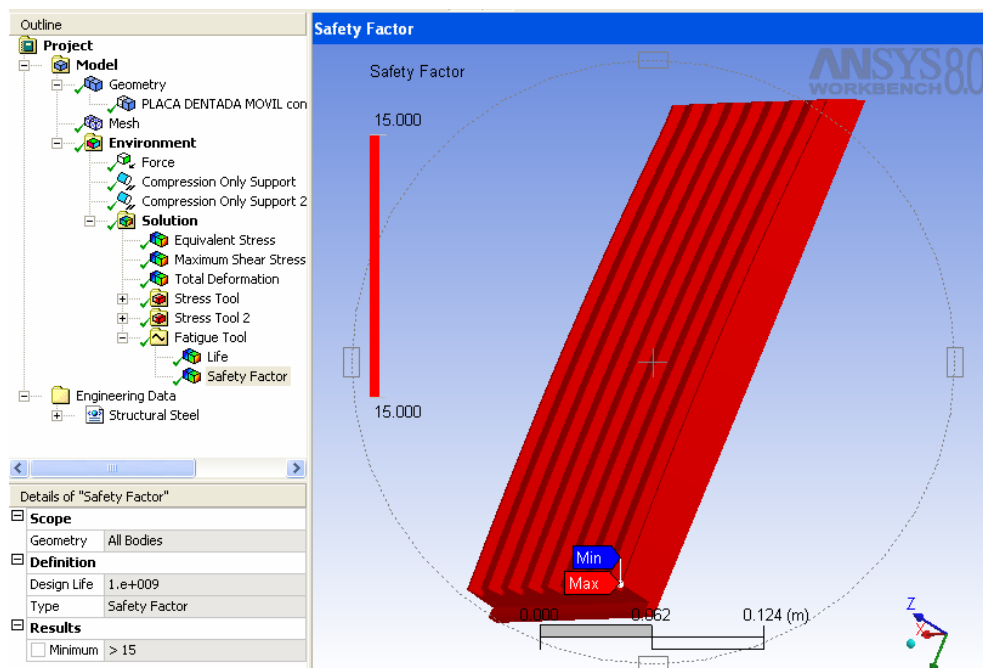 Outline
Project
Model
Geometry
PLACA DENTADA MOVIL con
Mesh
Environment
Force
Compression Only Support
Compression Only Support 2
Solution
Equivalent Stress
Maximum Shear Stress
Total Deformation
Stress Tool
Stress Tool 2
Fatigue Tool
Life
Safety Factor
Engineering Data
Structural Steel
Details of "Safety Factor"
Scope
Geometry All Bodies
Definition
Design Life 1.e+009
Type Safety Factor
Results
Minimum > 15
Safety Factor
Safety Factor
ANSYS 8.0
WORKBENCH
15.000
15.000
Min
Max
0.000 0.062 0.124 (m)
Z
X